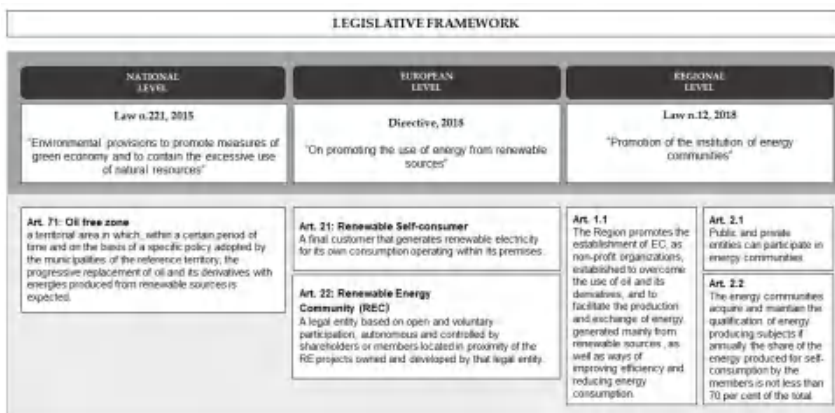 LEGISLATIVE FRAMEWORK
NATIONAL
LEVEL
Law n.221, 2015
"Environmental provisions to promote measures of
green economy and to contain the excessive use
of natural resources"
EUROPEAN
LEVEL
Directive, 2018
"On promoting the use of energy from renewable
sources"
REGIONAL
LEVEL
Law n.12, 2018
"Promotion of the institution of energy
communities"
Art. 71: Oil free zone
a territorial area in which, within a certain period of
time and on the basis of a specific policy adopted by
the municipalities of the reference territory, the
progressive replacement of oil and its derivatives with
energies produced from renewable sources is
expected.
Art. 21: Renewable Self-consumer
A final customer that generates renewable electricity
for its own consumption operating within its premises.
Art. 22: Renewable Energy
Community (REC)
A legal entity based on open and voluntary
participation, autonomous and controlled by
shareholders or members located in proximity of the
RE projects owned and developed by that legal entity.
Art. 1.1
The Region promotes the
establishment of EC, as
non-profit organizations,
established to overcome
the use of oil and its
derivatives, and to
facilitate the production
and exchange of energy
generated mainly from
renewable sources, as
well as ways of
improving efficiency and
reducing energy
consumption.
Art. 2.1
Public and private
entities can participate in
energy communities.
Art. 2.2
The energy communities
acquire and maintain the
qualification of energy
producing subjects if
annually, the share of the
energy produced for self-
consumption by the
members is not less than
70 per cent of the total.